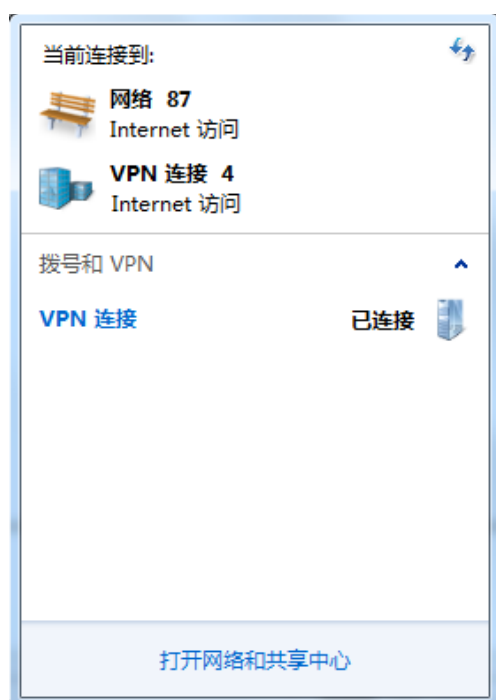 当前连接到:
网络 87
Internet 访问
VPN 连接 4
Internet 访问
拨号和 VPN
VPN 连接 已连接
打开网络和共享中心